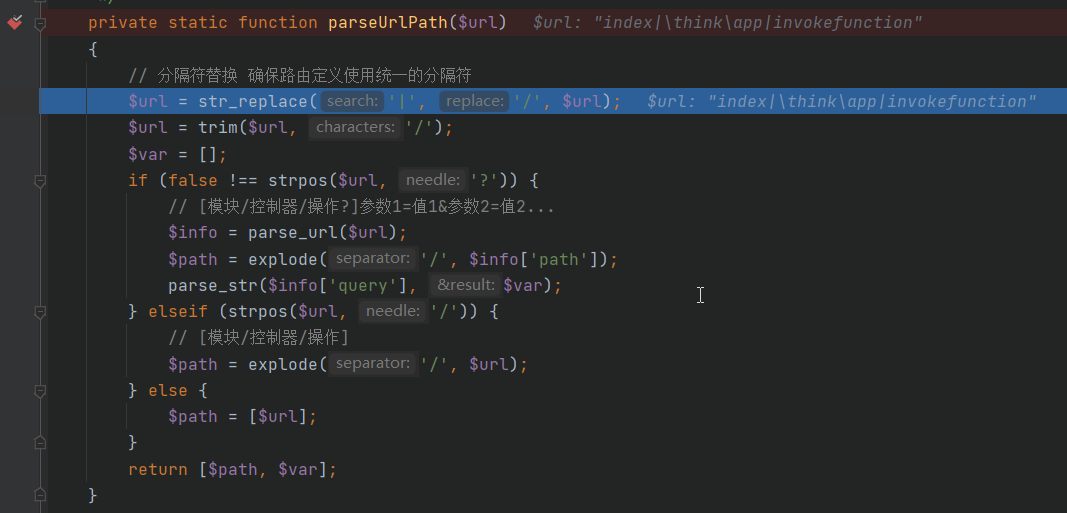 private static function parseUrlPath($url)   $url: "index|\think\app|invokefunction"
{
    // 分隔符替换 确保路由定义使用统一的分隔符
    $url = str_replace( search: '|',  replace: '/', $url);   $url: "index|\think\app|invokefunction"
    $url = trim($url,  characters: '/');
    $var = [];
    if (false !== strpos($url,  needle: '?')) {
        // [模块/控制器/操作?]参数1=值1&参数2=值2...
        $info = parse_url($url);
        $path = explode( separator: '/', $info['path']);
        parse_str($info['query'],  &result: $var);
    } elseif (strpos($url,  needle: '/')) {
        // [模块/控制器/操作]
        $path = explode( separator: '/', $url);
    } else {
        $path = [$url];
    }
    return [$path, $var];
}